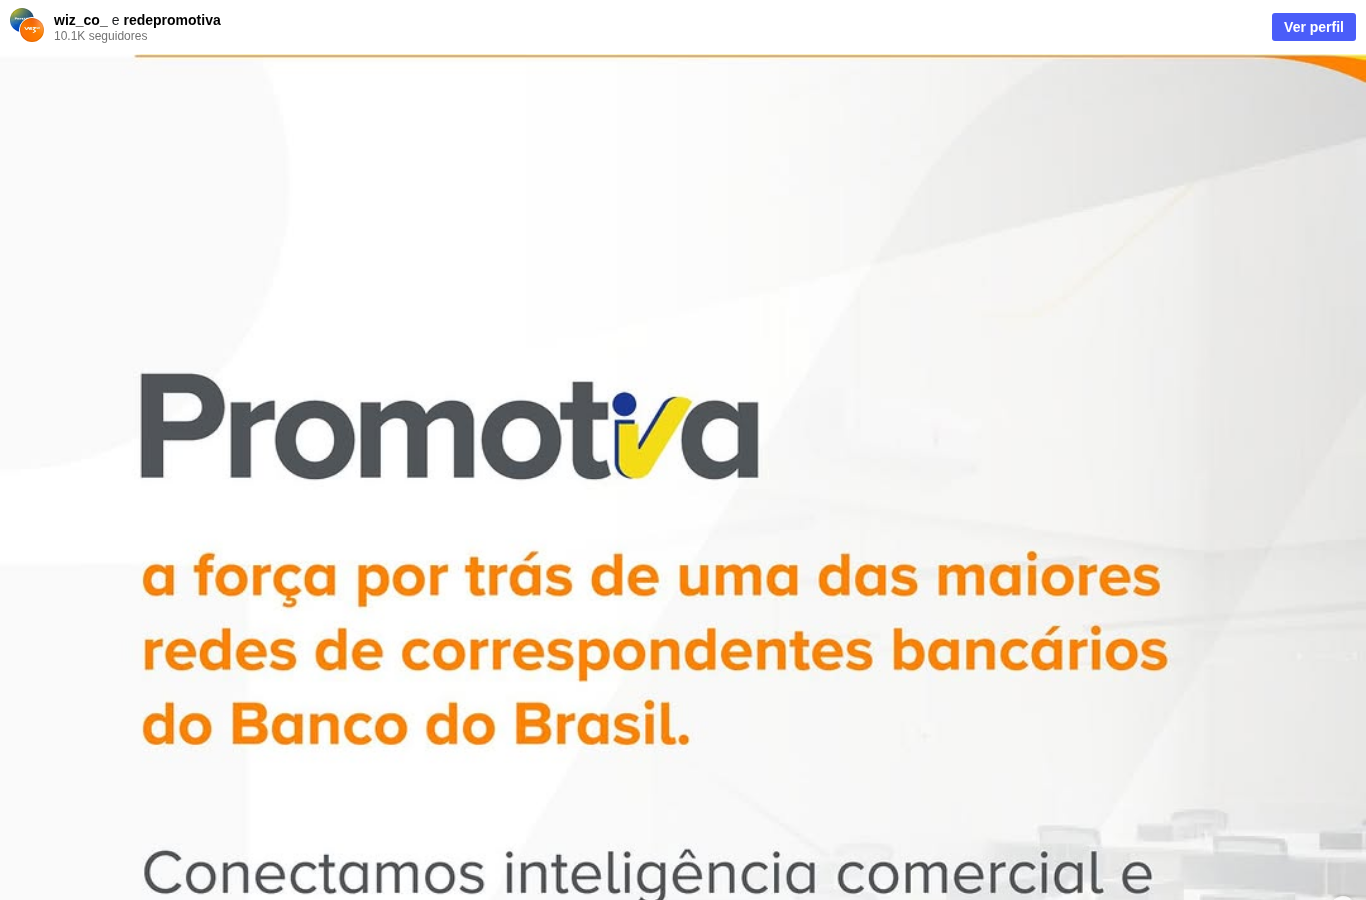 wiz_co_ e redepromotiva
10.1K seguidores
Ver perfil
Promotiva
a força por trás de uma das maiores
redes de correspondentes bancários
do Banco do Brasil.
Conectamos inteligência comercial e